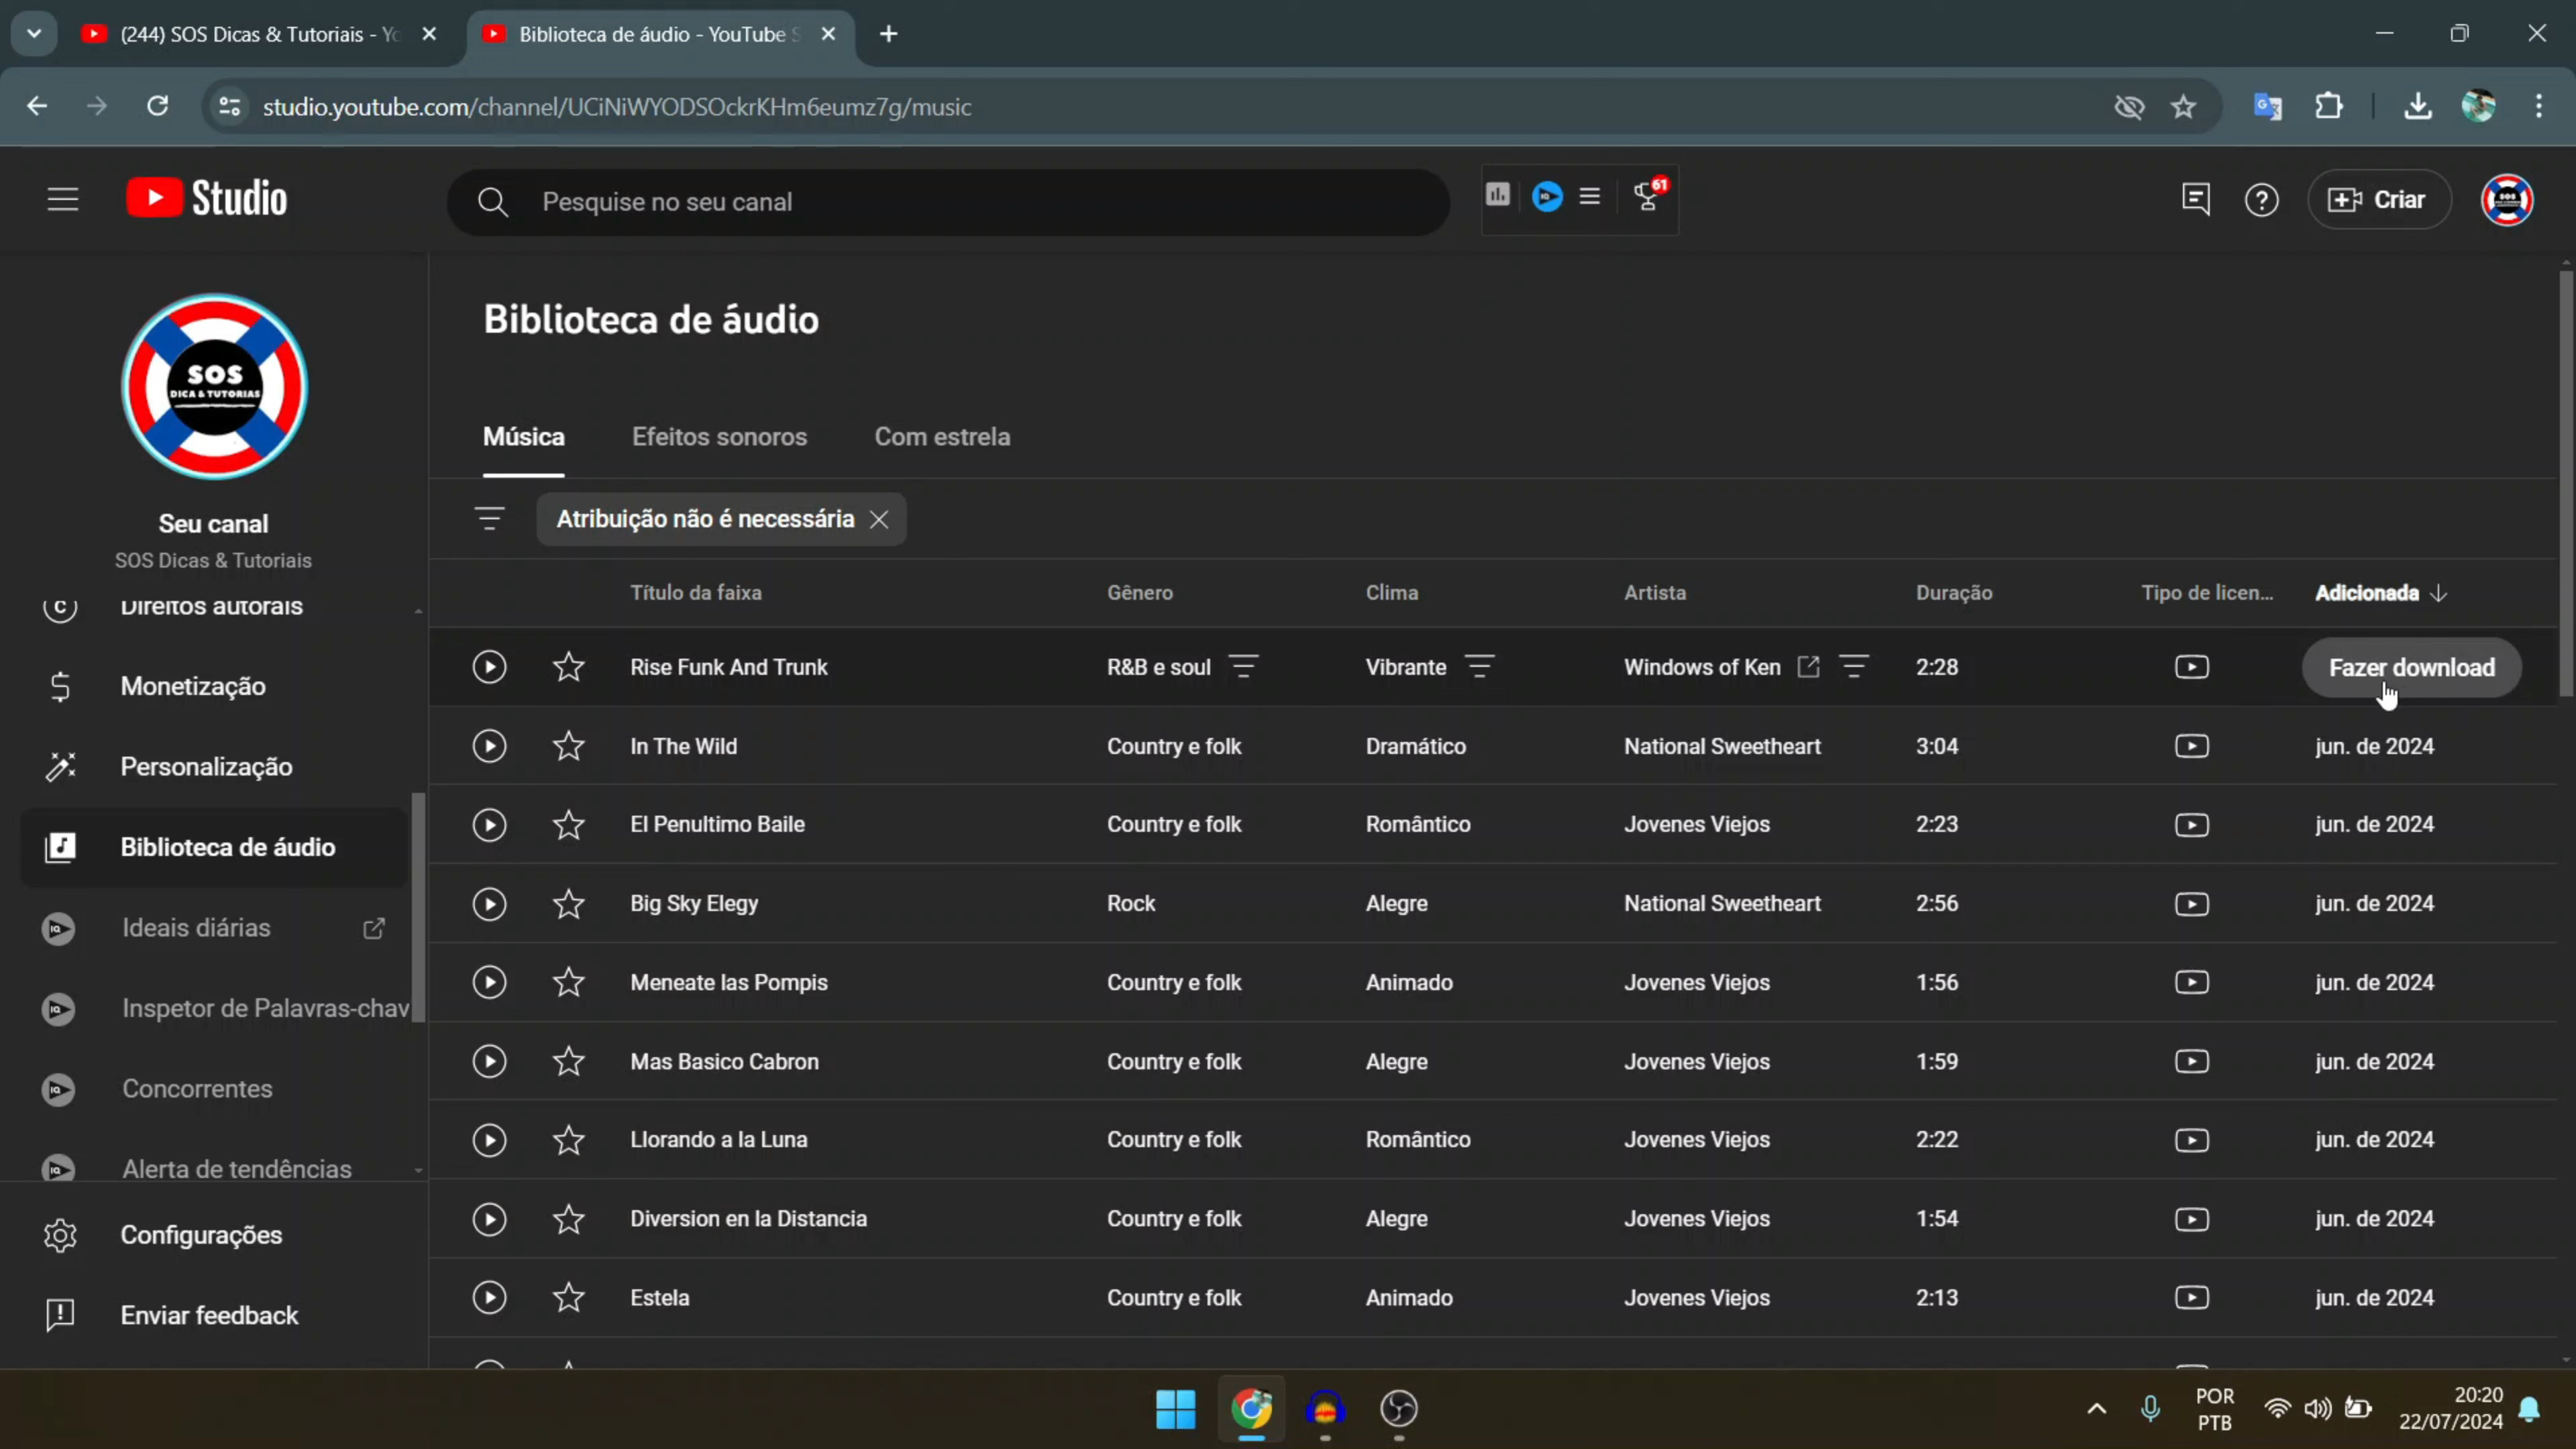 (244) SOS Dicas & Tutoriais - Yo
Biblioteca de áudio - YouTube S
studio.youtube.com/channel/UCiNiWYODSOckrKHm6eumz7g/music
Studio
Pesquise no seu canal
61
Criar
SOS
DICA & TUTORIAS
Seu canal
SOS Dicas & Tutoriais
Direitos autorais
Monetização
Personalização
Biblioteca de áudio
Ideais diárias
Inspetor de Palavras-chav
Concorrentes
Alerta de tendências
Configurações
Enviar feedback
Biblioteca de áudio
Música Efeitos sonoros Com estrela
Atribuição não é necessária
Título da faixa Gênero Clima Artista Duração Tipo de licen... Adicionada
Rise Funk And Trunk R&B e soul Vibrante Windows of Ken 2:28 Fazer download
In The Wild Country e folk Dramático National Sweetheart 3:04 jun. de 2024
El Penultimo Baile Country e folk Romântico Jovenes Viejos 2:23 jun. de 2024
Big Sky Elegy Rock Alegre National Sweetheart 2:56 jun. de 2024
Meneate las Pompis Country e folk Animado Jovenes Viejos 1:56 jun. de 2024
Mas Basico Cabron Country e folk Alegre Jovenes Viejos 1:59 jun. de 2024
Llorando a la Luna Country e folk Romântico Jovenes Viejos 2:22 jun. de 2024
Diversion en la Distancia Country e folk Alegre Jovenes Viejos 1:54 jun. de 2024
Estela Country e folk Animado Jovenes Viejos 2:13 jun. de 2024
POR
PTB
20:20
22/07/2024